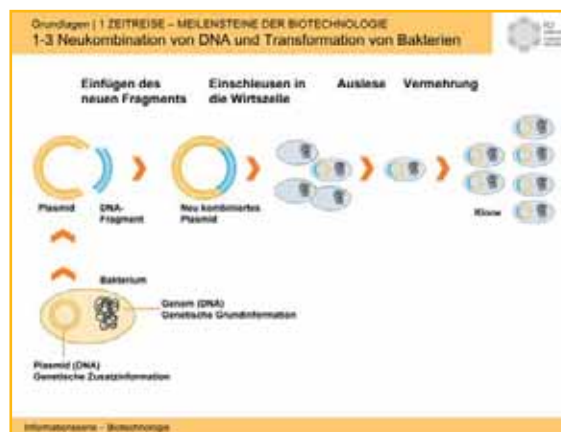 Grundlagen | 1 ZEITREISE – MEILENSTEINE DER BIOTECHNOLOGIE
1-3 Neukombination von DNA und Transformation von Bakterien
Einfügen des
neuen Fragments
Einschleusen in
die Wirtszelle
Auslese
Vermehrung
Plasmid
DNA-
Fragment
Neu kombiniertes
Plasmid
Klone
Bakterium
Genom (DNA)
Genetische Grundinformation
Plasmid (DNA)
Genetische Zusatzinformation
Informationsserie – Biotechnologie